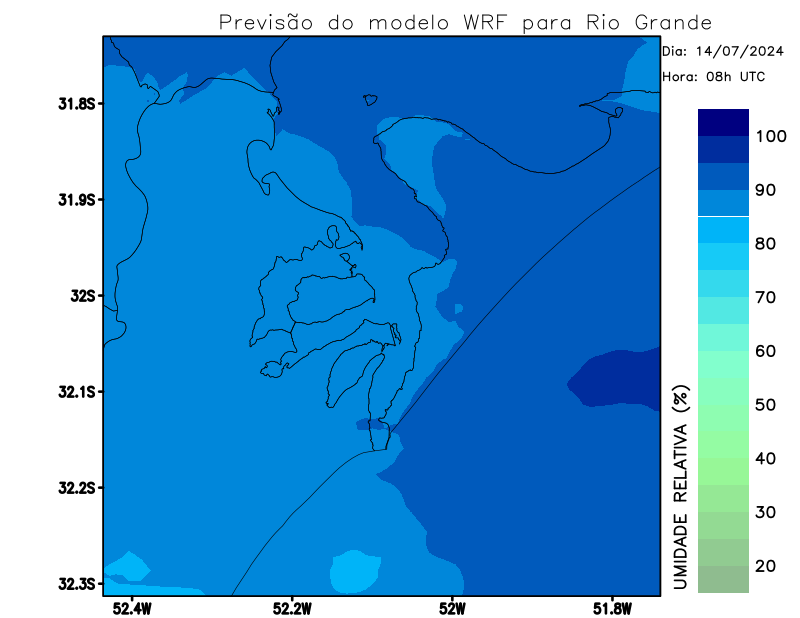 Previsão do modelo WRF para Rio Grande
Dia: 14/07/2024
Hora: 08h UTC
31.8S
31.9S
32S
32.1S
32.2S
32.3S
52.4W
52.2W
52W
51.8W
UMIDADE RELATIVA (%)
100
90
80
70
60
50
40
30
20